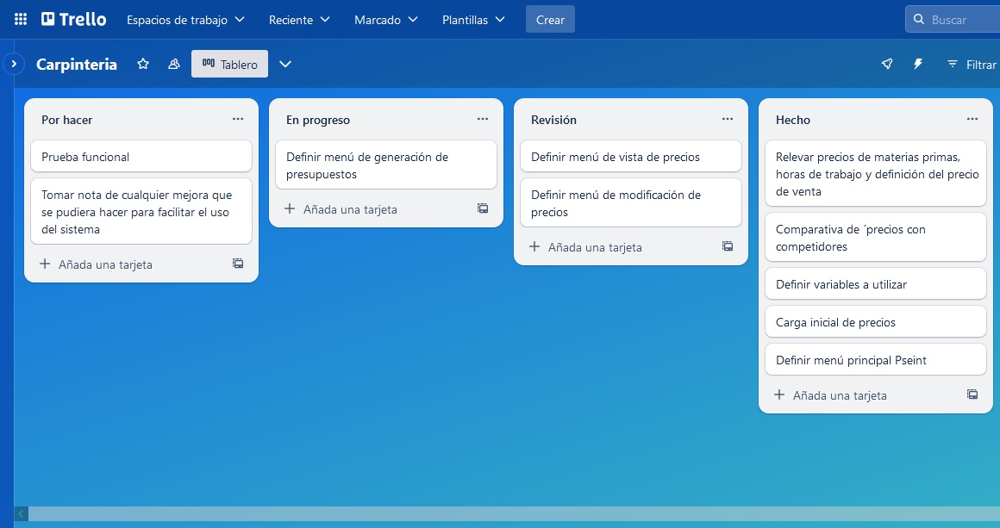 Trello Espacios de trabajo Reciente Marcado Plantillas Crear Buscar
Carpinteria Tablero Filtrar
Por hacer
Prueba funcional
Tomar nota de cualquier mejora que
se pudiera hacer para facilitar el uso
del sistema
Añada una tarjeta
En progreso
Definir menú de generación de
presupuestos
Añada una tarjeta
Revisión
Definir menú de vista de precios
Definir menú de modificación de
precios
Añada una tarjeta
Hecho
Relevar precios de materias primas,
horas de trabajo y definición del precio
de venta
Comparativa de ´precios con
competidores
Definir variables a utilizar
Carga inicial de precios
Definir menú principal Pseint
Añada una tarjeta